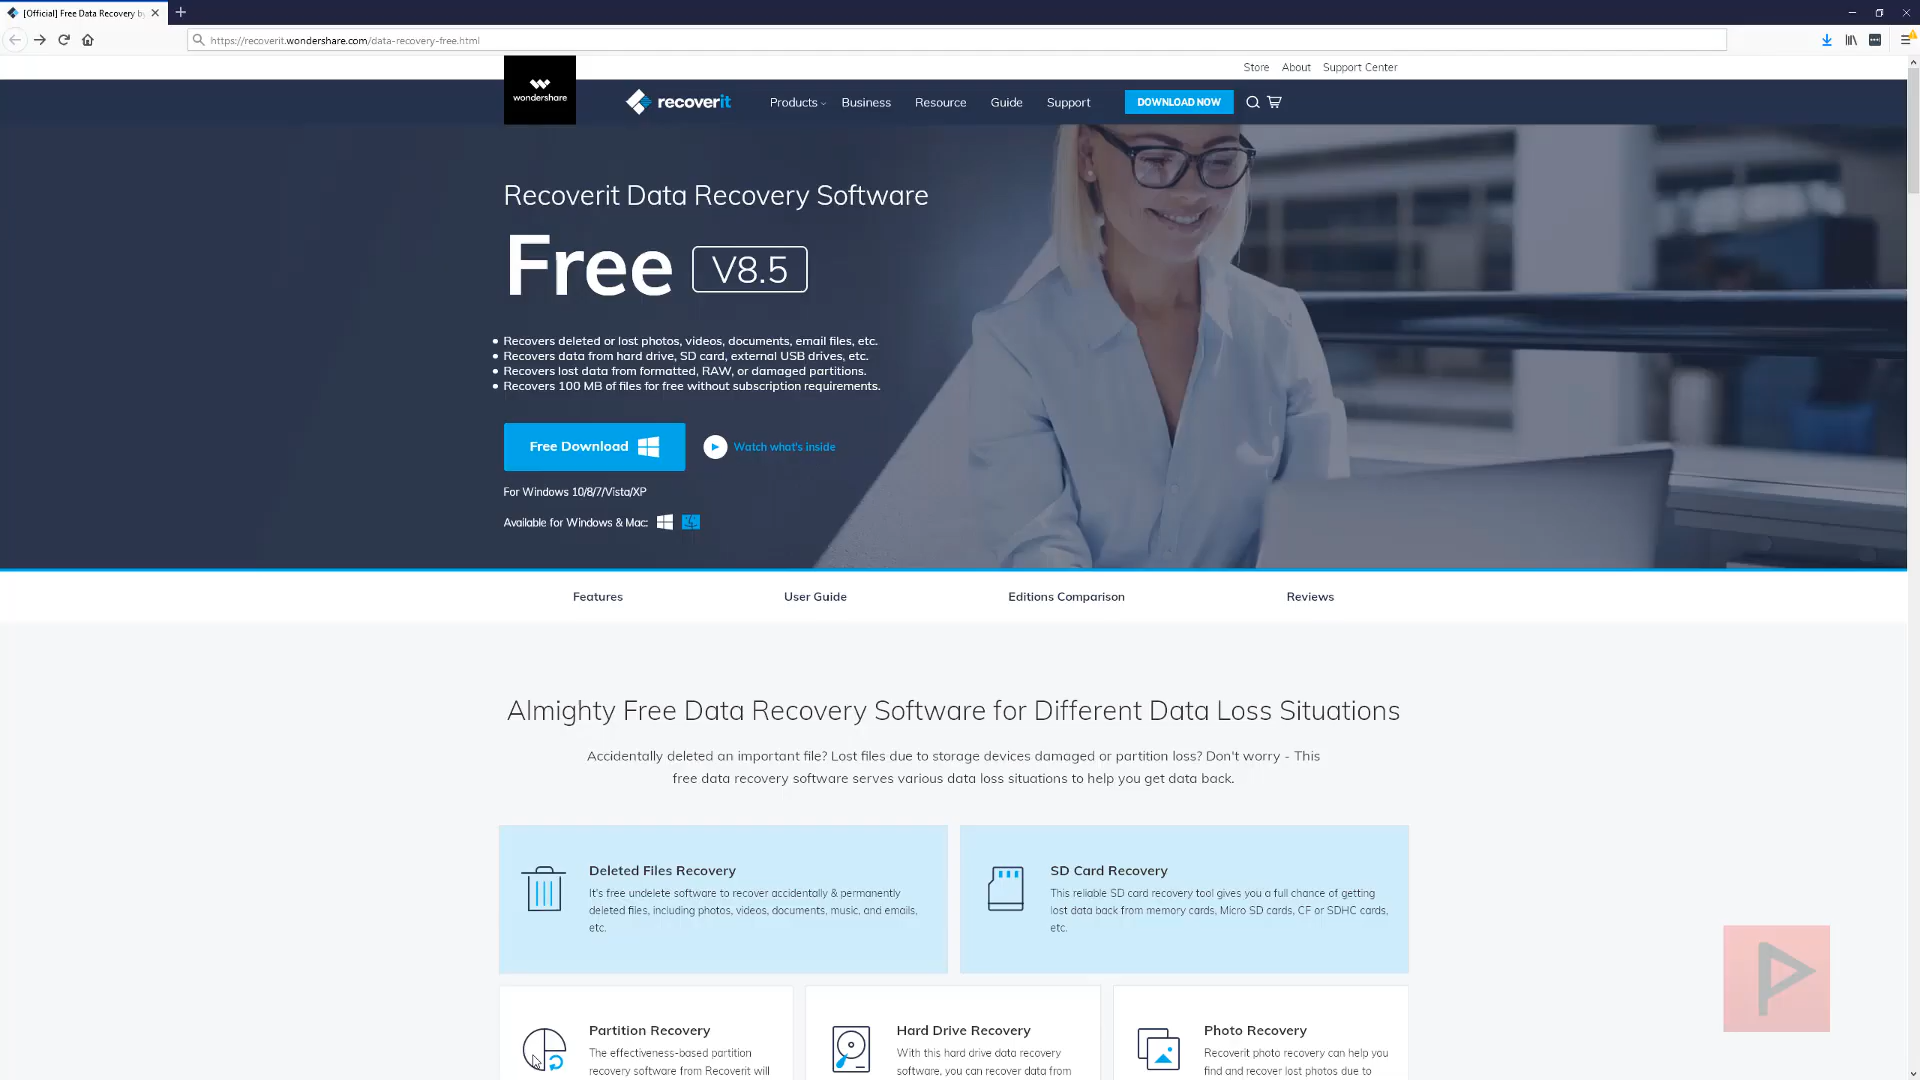 [Official] Free Data Recovery by
https://recoverit.wondershare.com/data-recovery-free.html
Store About Support Center
wondershare
recoverit
Products Business Resource Guide Support DOWNLOAD NOW
Recoverit Data Recovery Software
Free V8.5
Recovers deleted or lost photos, videos, documents, email files, etc.
Recovers data from hard drive, SD card, external USB drives, etc.
Recovers lost data from formatted, RAW, or damaged partitions.
Recovers 100 MB of files for free without subscription requirements.
Free Download
Watch what's inside
For Windows 10/8/7/Vista/XP
Available for Windows & Mac:
Features User Guide Editions Comparison Reviews
Almighty Free Data Recovery Software for Different Data Loss Situations
Accidentally deleted an important file? Lost files due to storage devices damaged or partition loss? Don't worry - This
free data recovery software serves various data loss situations to help you get data back.
Deleted Files Recovery
It's free undelete software to recover accidentally & permanently
deleted files, including photos, videos, documents, music, and emails,
etc.
SD Card Recovery
This reliable SD card recovery tool gives you a full chance of getting
lost data back from memory cards, Micro SD cards, CF or SDHC cards,
etc.
Partition Recovery
The effectiveness-based partition
recovery software from Recoverit will
Hard Drive Recovery
With this hard drive data recovery
software, you can recover data from
Photo Recovery
Recoverit photo recovery can help you
find and recover lost photos due to